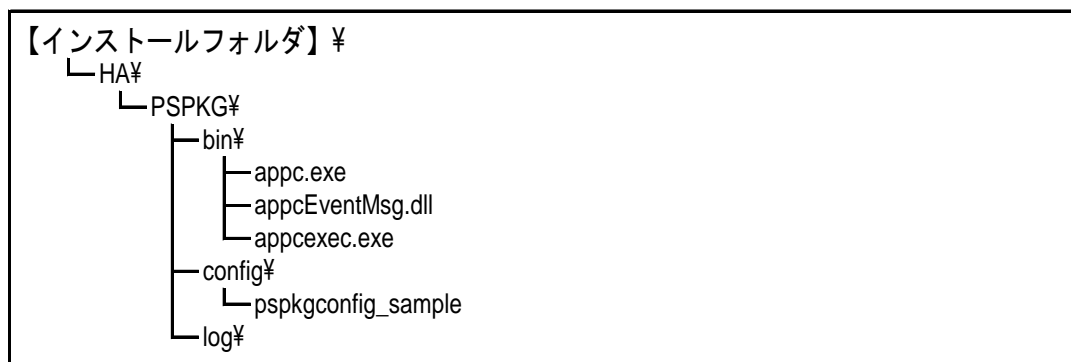 【インストールフォルダ】¥
HA¥
PSPKG¥
bin¥
appc.exe
appcEventMsg.dll
appcexec.exe
config¥
pspkgconfig_sample
log¥